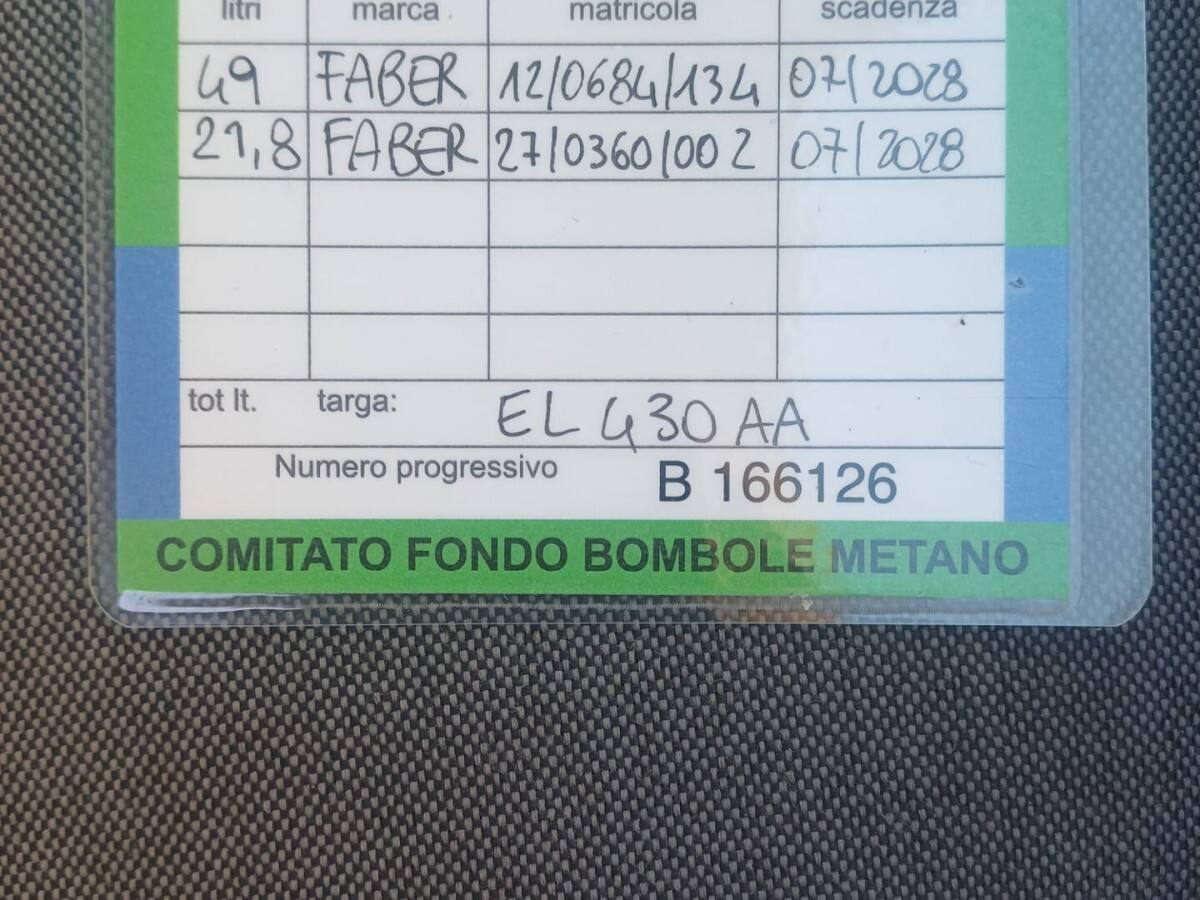 litri marca matricola scadenza
49 FABER 12/0684/134 07/2028
21,8 FABER 27/0360/002 07/2028
tot lt. targa: EL 430 AA
Numero progressivo B 166126
COMITATO FONDO BOMBOLE METANO